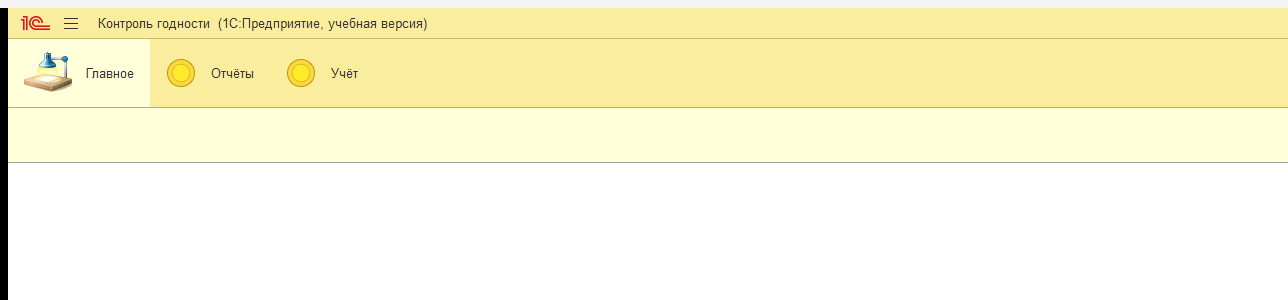 1С Контроль годности (1С:Предприятие, учебная версия)
Главное Отчёты Учёт